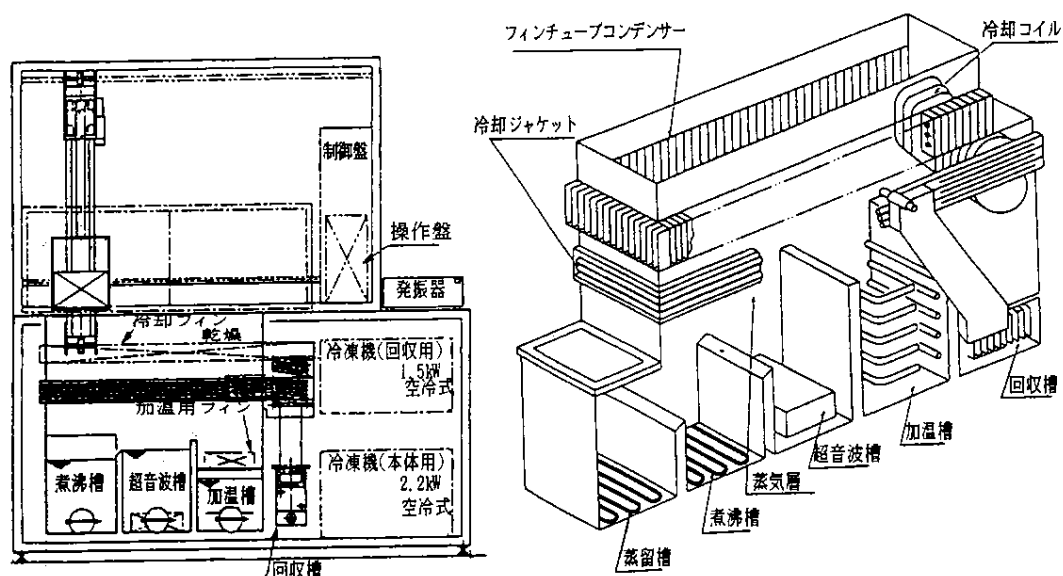 制御盤
操作盤
発振器
冷却フィン
乾燥
冷凍機(回収用)
1.5kW
空冷式
加温用フィン
煮沸槽
超音波槽
加温槽
冷凍機(本体用)
2.2kW
空冷式
回収槽
フィンチューブコンデンサー
冷却コイル
冷却ジャケット
回収槽
加温槽
超音波槽
蒸気層
煮沸槽
蒸留槽